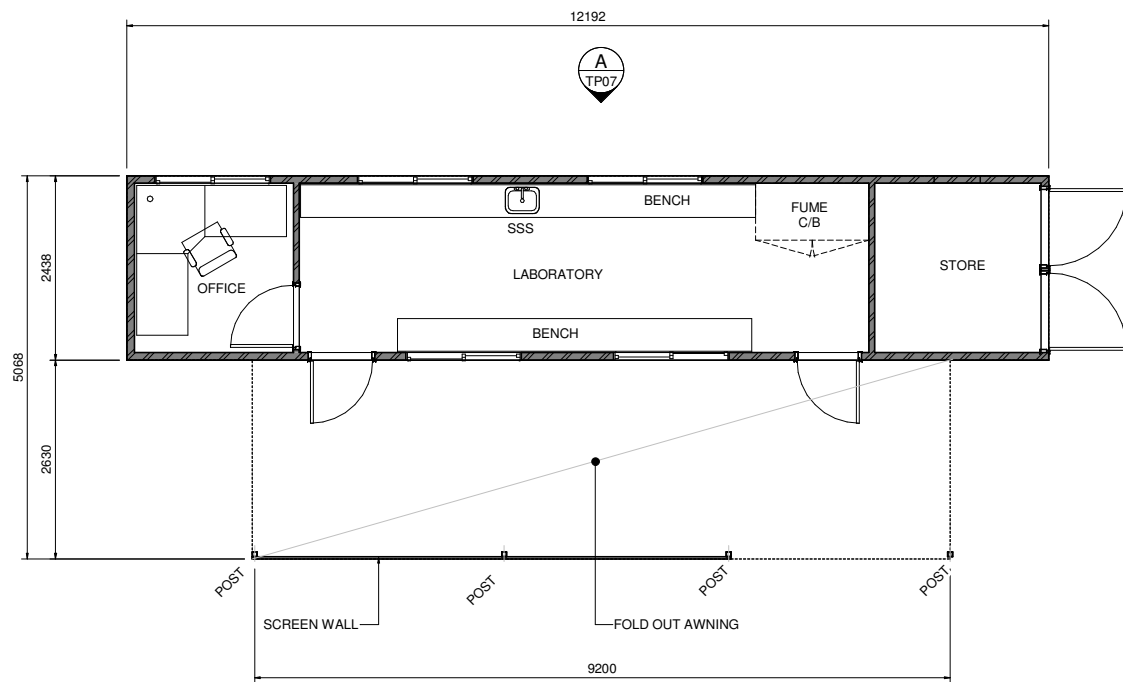 12192
A
TP07
BENCH
FUME
C/B
SSS
2438
LABORATORY
STORE
OFFICE
BENCH
5068
2630
POST
POST
POST
POST
SCREEN WALL
FOLD OUT AWNING
9200